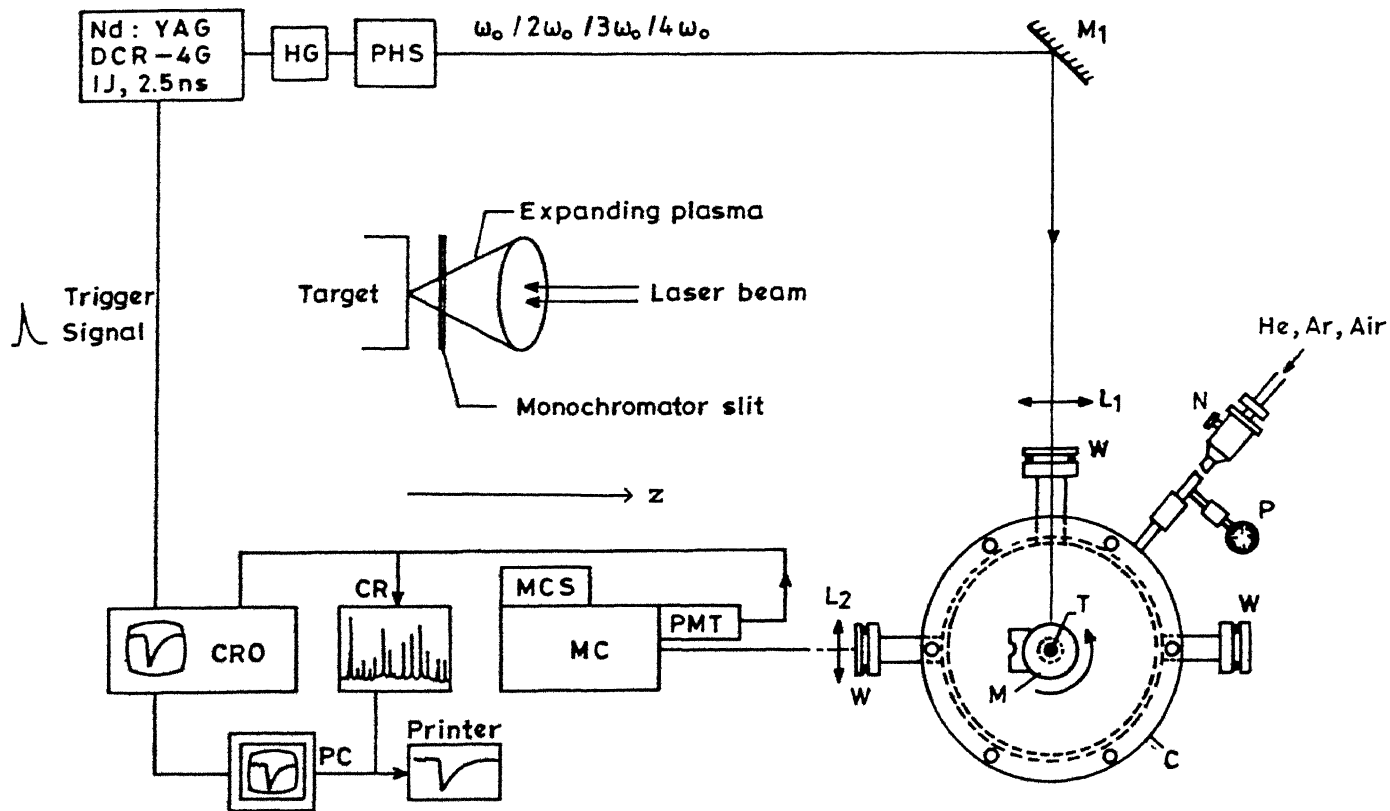 Nd: YAG
DCR-4G
1J, 2.5ns
HG
PHS
ω₀ /2ω₀ /3ω₀ /4ω₀
M₁
Expanding plasma
Target
Laser beam
Monochromator slit
Trigger
Signal
He, Ar, Air
N
L₁
W
P
z
CR
MCS
MC
PMT
L₂
W
T
W
M
C
CRO
PC
Printer